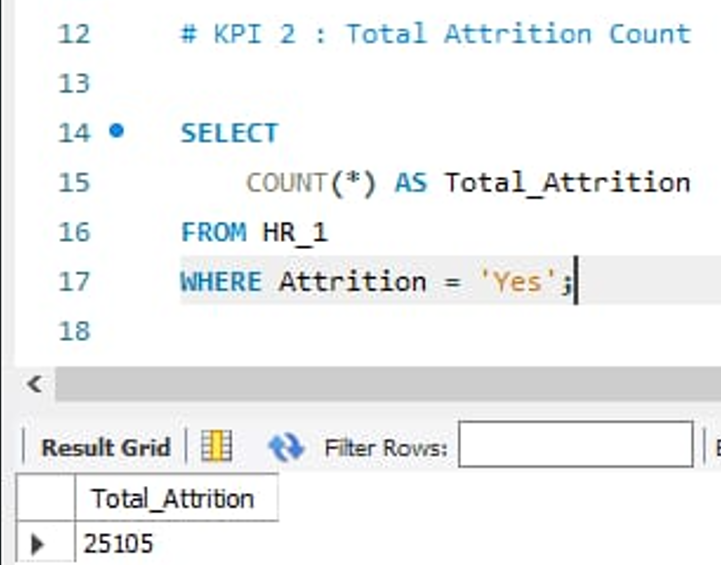 12 # KPI 2 : Total Attrition Count
13
14 SELECT
15 COUNT(*) AS Total_Attrition
16 FROM HR_1
17 WHERE Attrition = 'Yes';
18
Result Grid Filter Rows:
Total_Attrition
25105